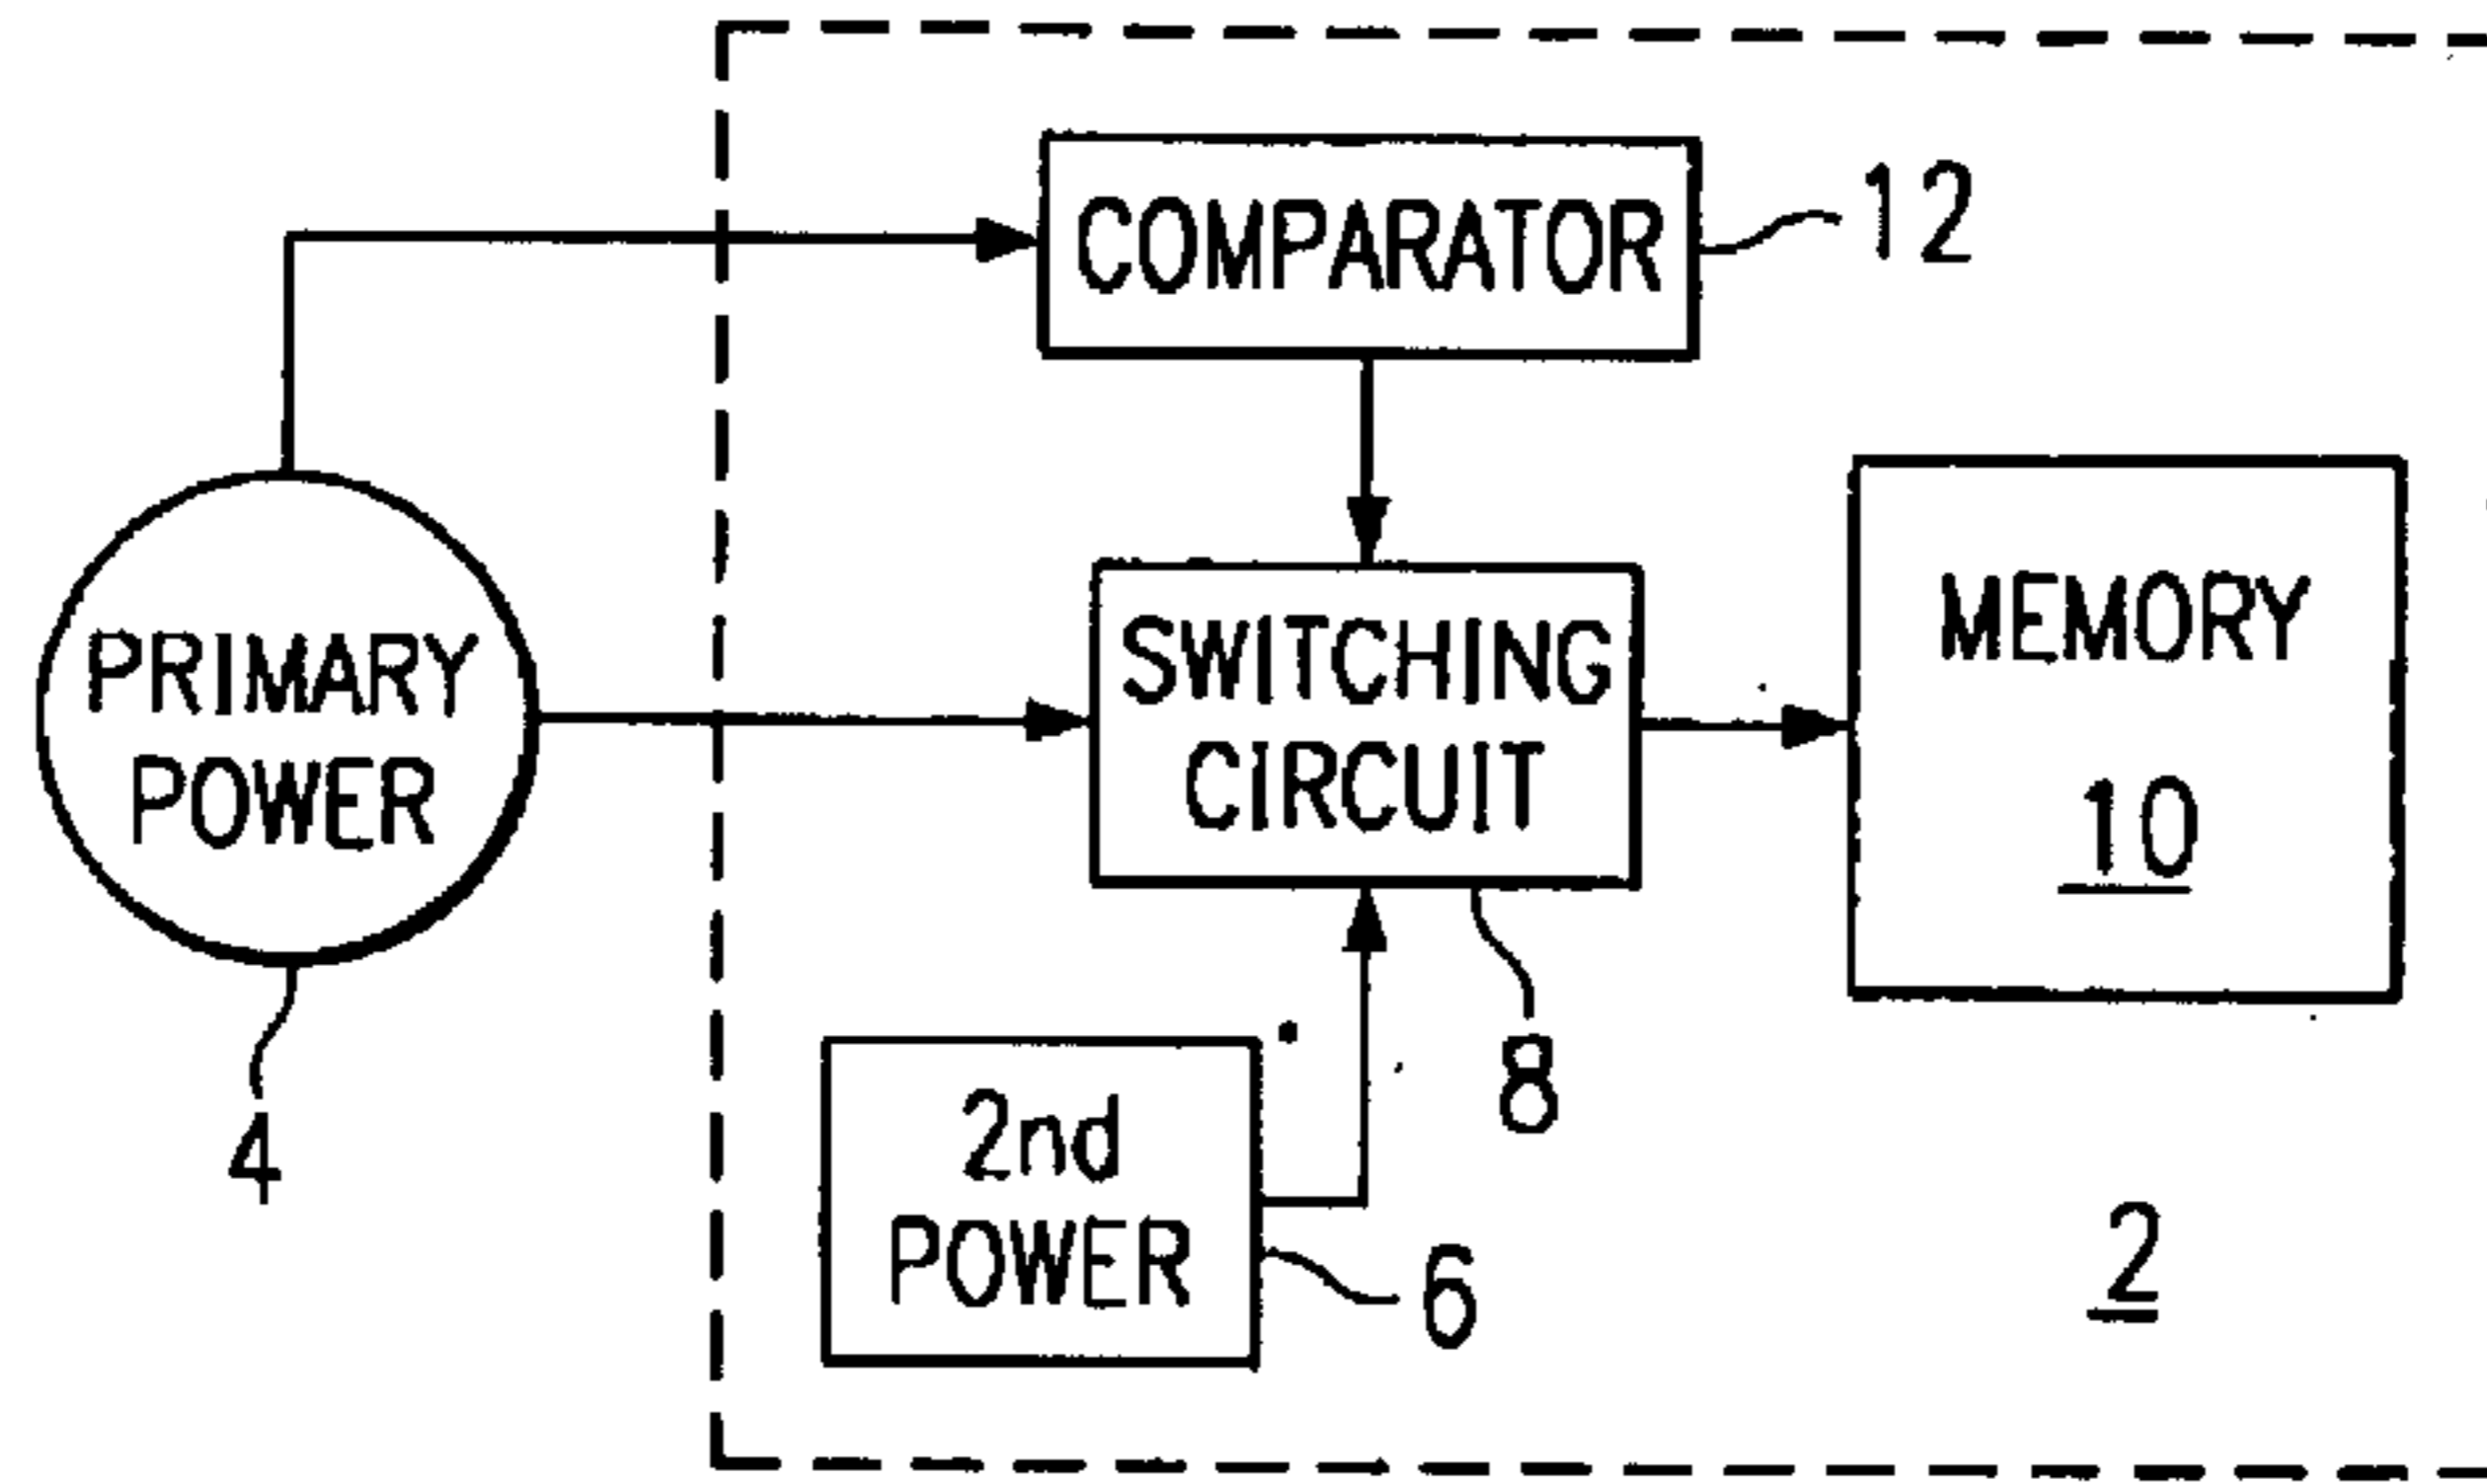 COMPARATOR
12
PRIMARY
POWER
4
SWITCHING
CIRCUIT
8
MEMORY
10
2nd
POWER
6
2